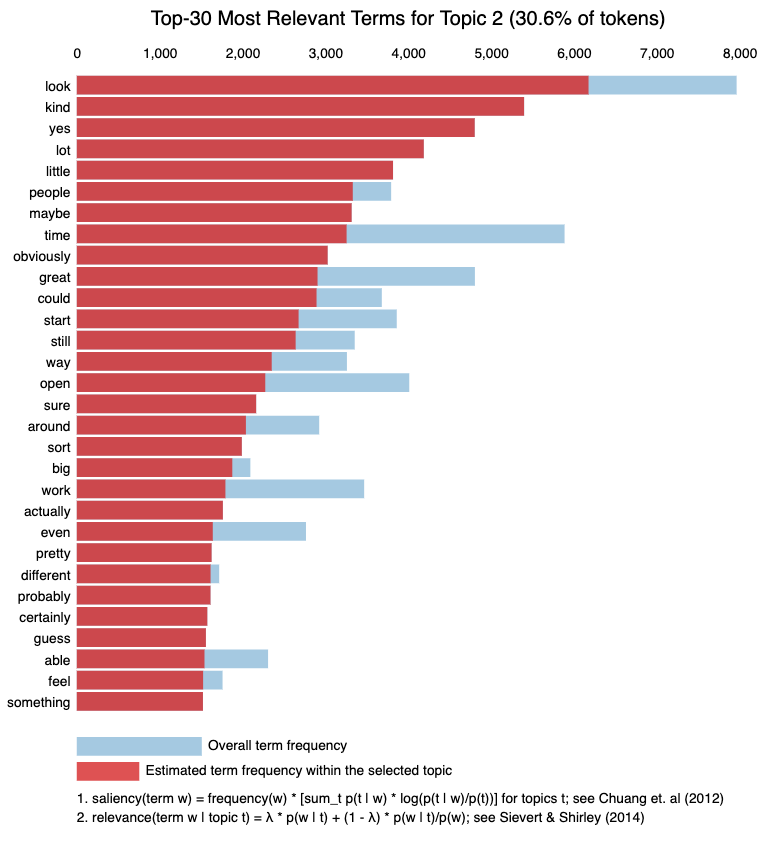 Top-30 Most Relevant Terms for Topic 2 (30.6% of tokens)
0 1,000 2,000 3,000 4,000 5,000 6,000 7,000 8,000
look
kind
yes
lot
little
people
maybe
time
obviously
great
could
start
still
way
open
sure
around
sort
big
work
actually
even
pretty
different
probably
certainly
guess
able
feel
something
Overall term frequency
Estimated term frequency within the selected topic
1. saliency(term w) = frequency(w) * [sum_t p(t | w) * log(p(t | w)/p(t))] for topics t; see Chuang et. al (2012)
2. relevance(term w | topic t) = λ * p(w | t) + (1 - λ) * p(w | t)/p(w); see Sievert & Shirley (2014)